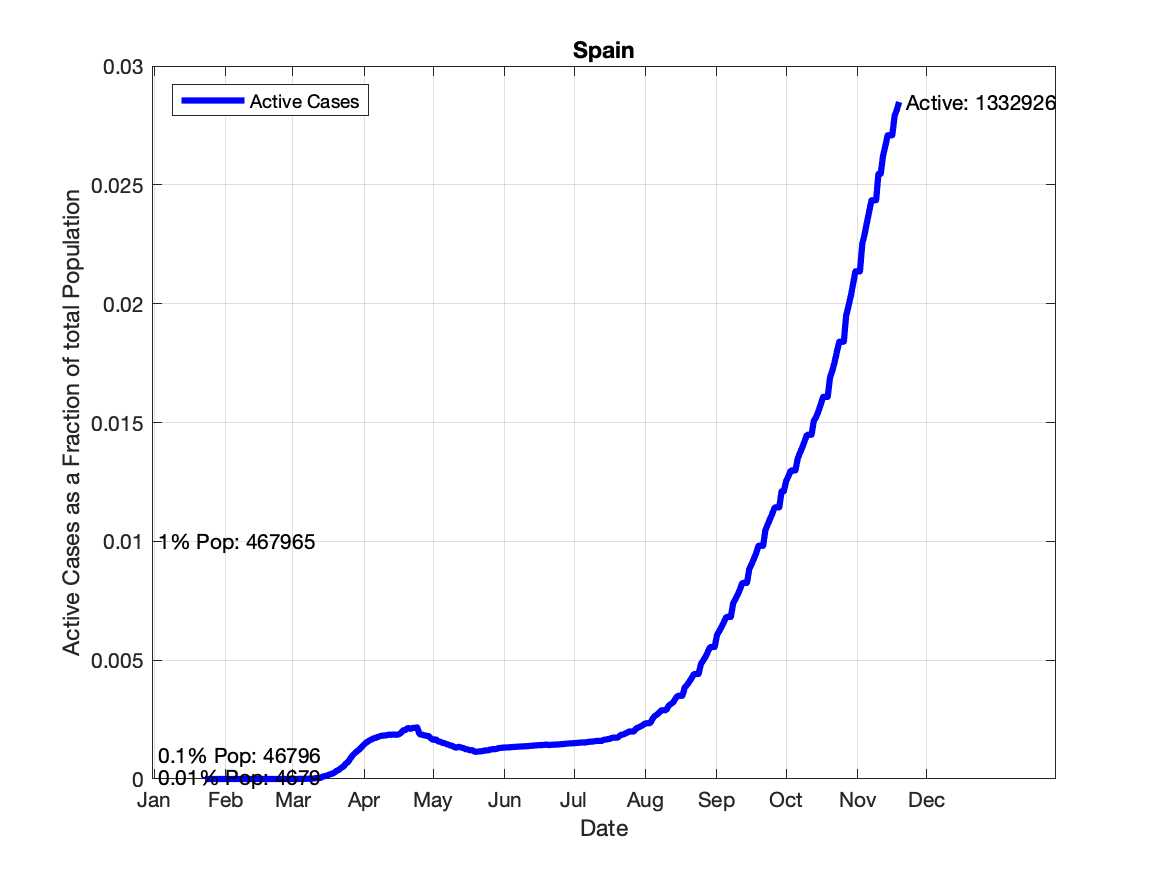 Spain
0.03
Active Cases
Active: 1332926
0.025
0.02
0.015
0.01
1% Pop: 467965
0.005
0.1% Pop: 46796
0
0.01% Pop: 4679
Jan Feb Mar Apr May Jun Jul Aug Sep Oct Nov Dec
Date
Active Cases as a Fraction of total Population